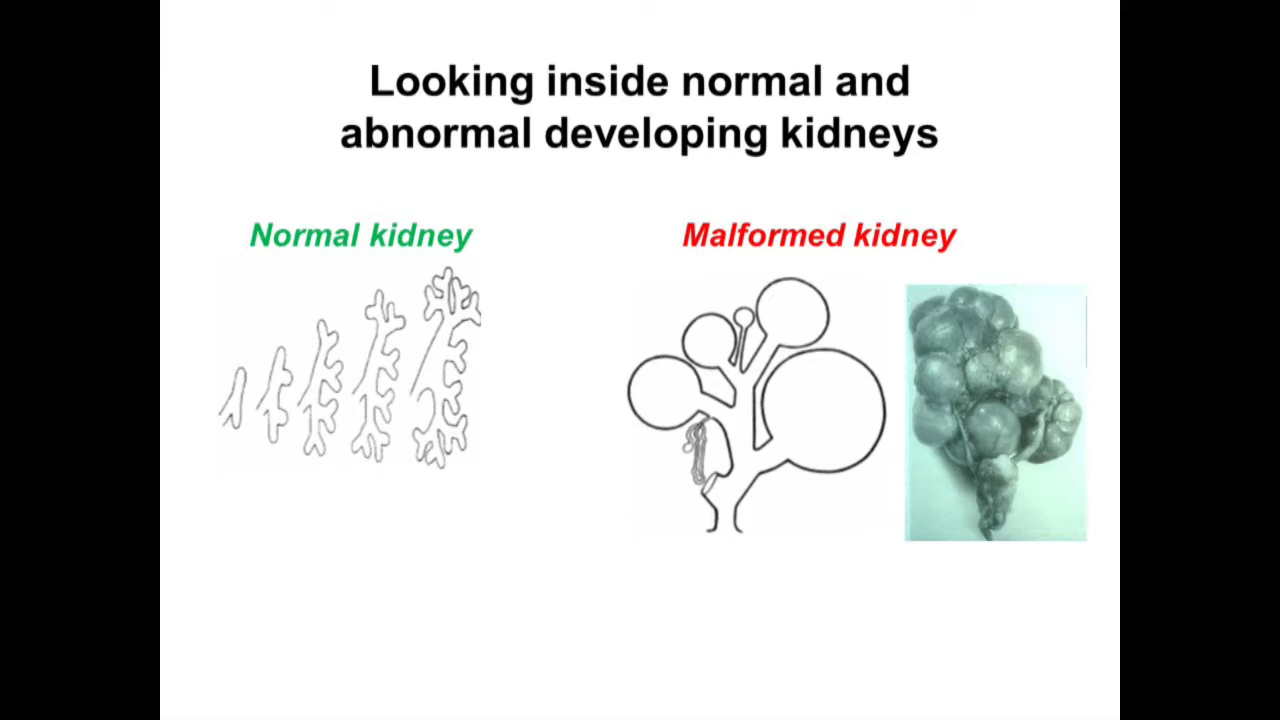 Looking inside normal and
abnormal developing kidneys
Normal kidney
Malformed kidney